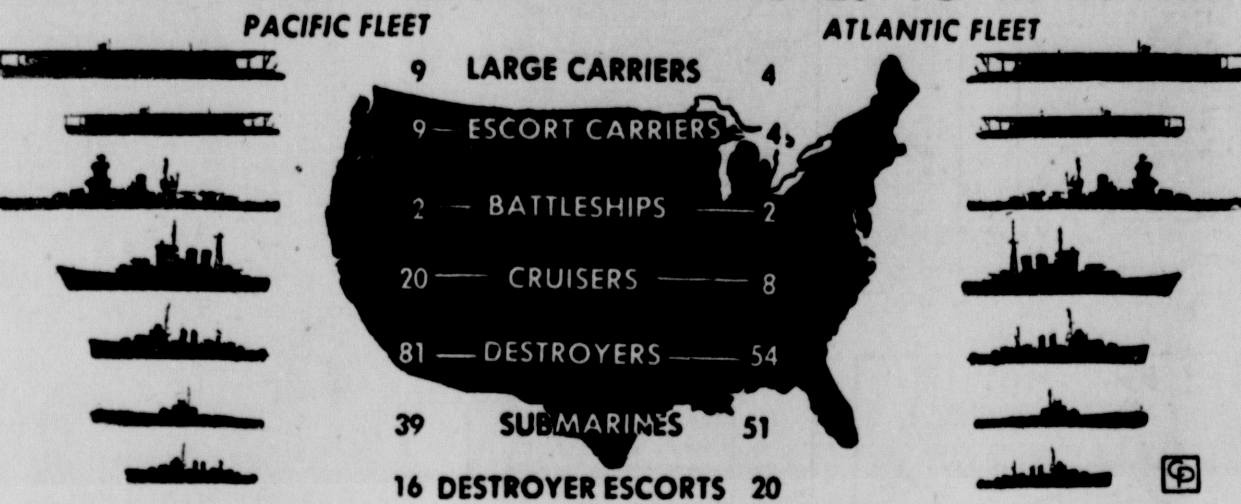 PACIFIC FLEET ATLANTIC FLEET
9 LARGE CARRIERS 4
9 — ESCORT CARRIERS 4
2 — BATTLESHIPS — 2
20 — CRUISERS — 8
81 — DESTROYERS — 54
39 SUBMARINES 51
16 DESTROYER ESCORTS 20
CP